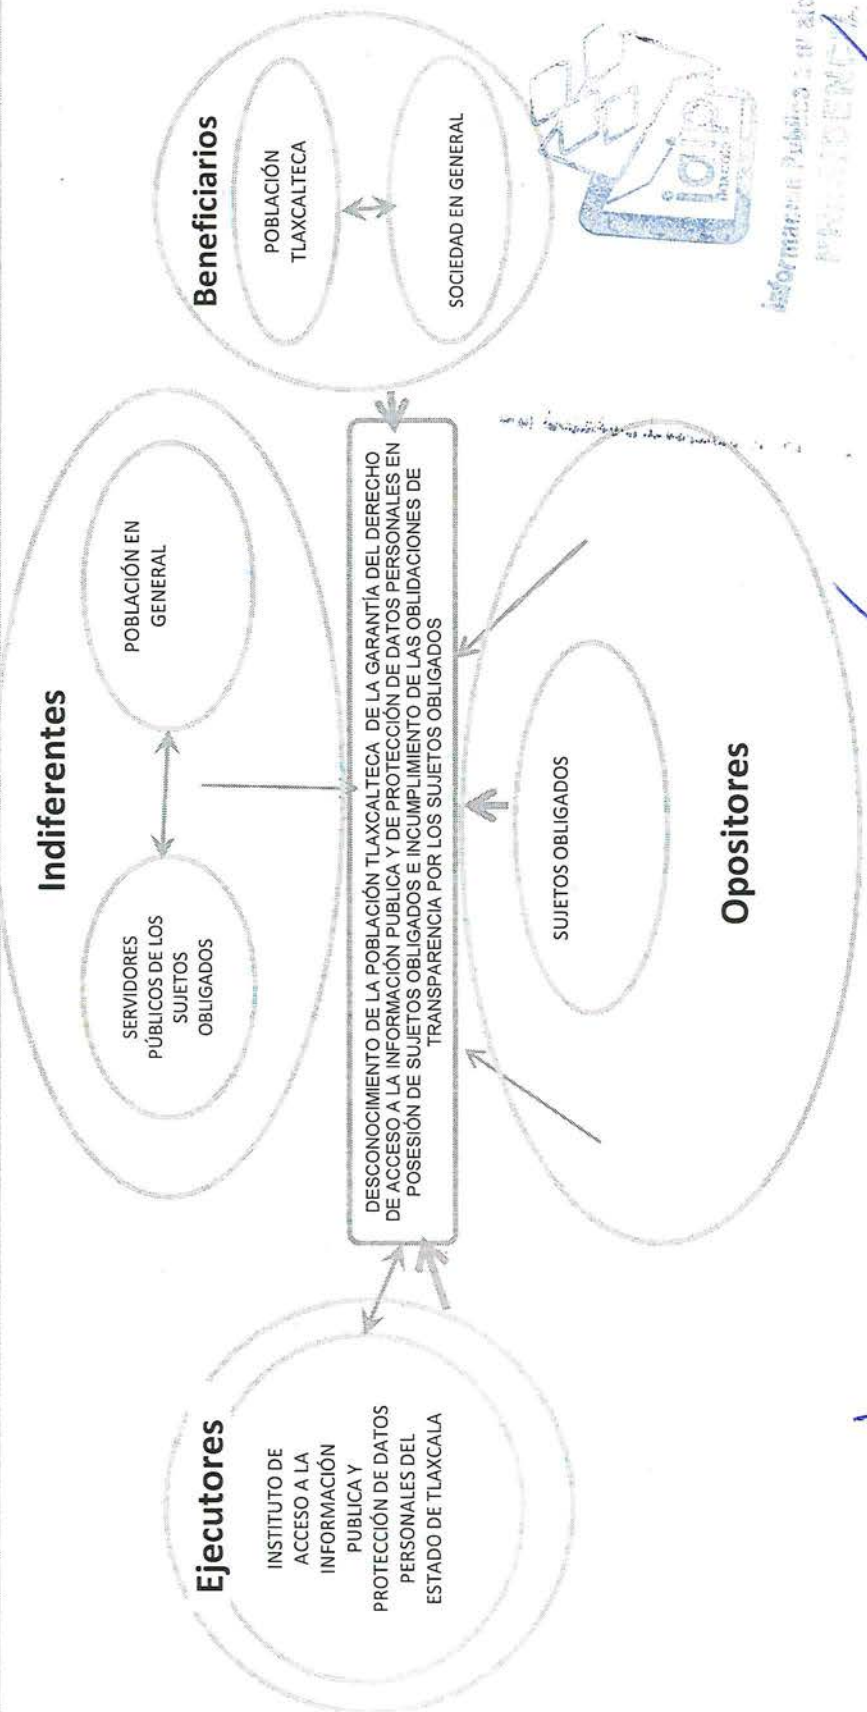 Indiferentes
SERVIDORES
PÚBLICOS DE LOS
SUJETOS
OBLIGADOS
POBLACIÓN EN
GENERAL
Beneficiarios
POBLACIÓN
TLAXCALTECA
SOCIEDAD EN GENERAL
Ejecutores
INSTITUTO DE
ACCESO A LA
INFORMACIÓN
PUBLICA Y
PROTECCIÓN DE DATOS
PERSONALES DEL
ESTADO DE TLAXCALA
DESCONOCIMIENTO DE LA POBLACIÓN TLAXCALTECA DE LA GARANTÍA DEL DERECHO
DE ACCESO A LA INFORMACIÓN PUBLICA Y DE PROTECCIÓN DE DATOS PERSONALES EN
POSESIÓN DE SUJETOS OBLIGADOS E INCUMPLIMIENTO DE LAS OBLIDACIONES DE
TRANSPARENCIA POR LOS SUJETOS OBLIGADOS
SUJETOS OBLIGADOS
Opositores
iaip
Información Pública